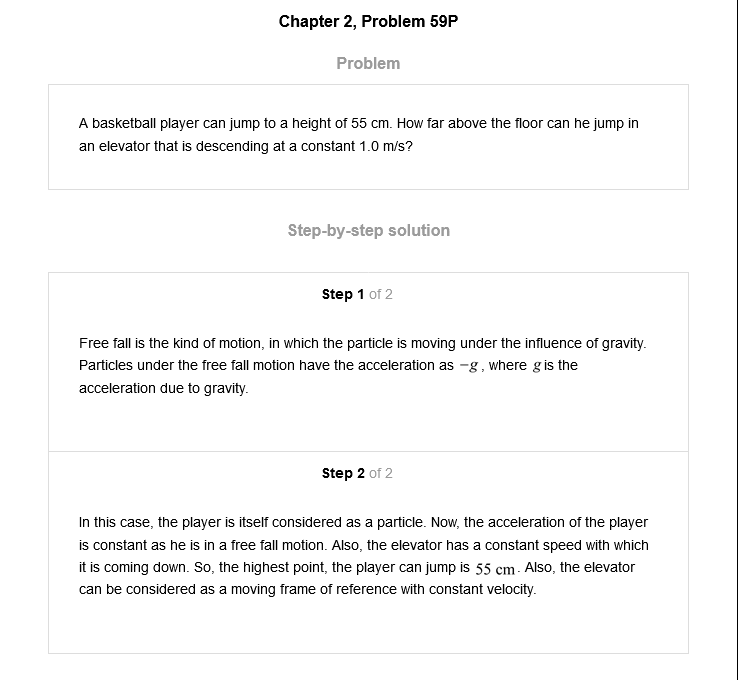 Chapter 2, Problem 59P
Problem
A basketball player can jump to a height of 55 cm. How far above the floor can he jump in
an elevator that is descending at a constant 1.0 m/s?
Step-by-step solution
Step 1 of 2
Free fall is the kind of motion, in which the particle is moving under the influence of gravity.
Particles under the free fall motion have the acceleration as −g, where g is the
acceleration due to gravity.
Step 2 of 2
In this case, the player is itself considered as a particle. Now, the acceleration of the player
is constant as he is in a free fall motion. Also, the elevator has a constant speed with which
it is coming down. So, the highest point, the player can jump is 55 cm. Also, the elevator
can be considered as a moving frame of reference with constant velocity.